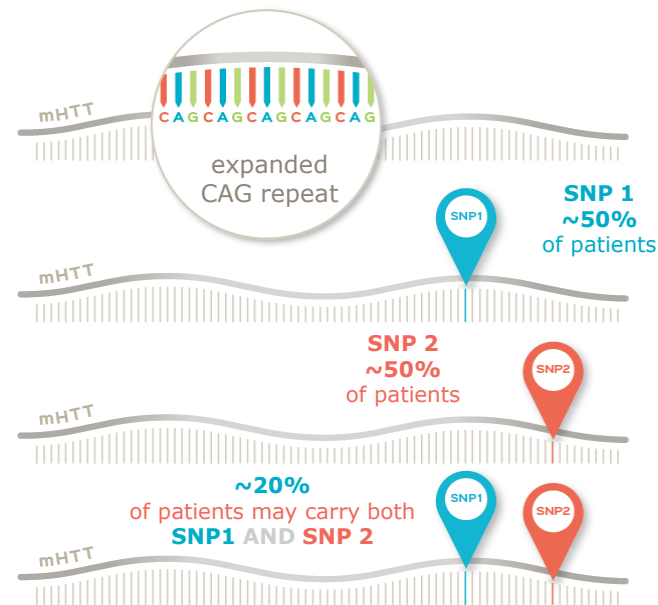 mHTT
CAGCAGCAGCAGCAG
expanded
CAG repeat
SNP 1
~50%
of patients
SNP1
mHTT
SNP 2
~50%
of patients
SNP2
mHTT
~20%
of patients may carry both
SNP1 AND SNP 2
SNP1
SNP2
mHTT